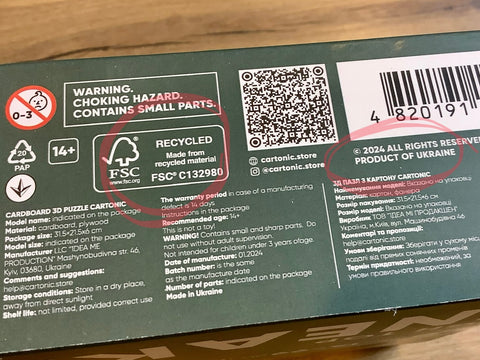 WARNING.
CHOKING HAZARD.
CONTAINS SMALL PARTS.
0-3
20
PAP
14+
FSC
www.fsc.org
RECYCLED
Made from
recycled material
FSC® C132980
cartonic.store
cartonic.store
4 820191
© 2024 ALL RIGHTS RESERVE
PRODUCT OF UKRAINE
CARDBOARD 3D PUZZLE CARTONIC
Model name: indicated on the package
Material: cardboard, plywood
Package size: 31.5×21.5×6 cm
Model size: indicated on the package
Manufacturer: LLC "IDEA ME
PRODUCTION" Mashynobudivna str. 46,
Kyiv, 03680, Ukraine
Comments and suggestions:
help@cartonic.store
Storage conditions: Store in a dry place,
away from direct sunlight
Shelf life: not limited, provided correct use
The warranty period in case of a manufacturing
defect is 14 days
Instructions in the package
Recommended age: 14+
This is not a toy!
WARNING! Contains small and sharp parts. Do
not use without an adult supervision.
Not intended for children under 3 years of age.
Date of manufacture: 01.2024
Batch number: is the same
as the manufacture date
Number of parts: indicated on the package
Made in Ukraine
3Д ПАЗЛ З КАРТОНУ CARTONIC
Найменування моделі: Вказано на упаковці
Матеріал: картон, фанера
Розмір пакування: 31.5×21.5×6 см
Розмір моделі: Вказано на упаковці
Виробник: ТОВ "ІДЕА МІ ПРОДАКШЕН"
Україна, м.Київ, вул. Машинобудівна 46
Коментарі та пропозиції:
help@cartonic.store
Умови зберігання: Зберігати у сухому місці,
подалі від прямих сонячних променів
Термін придатності: необмежений, за
умови правильного використання